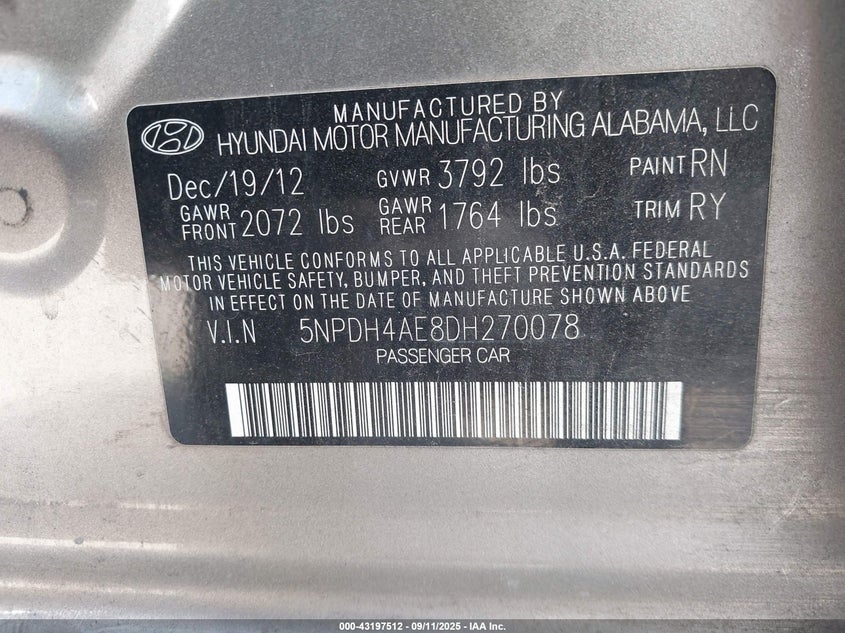 MANUFACTURED BY
HYUNDAI MOTOR MANUFACTURING ALABAMA, LLC
Dec/19/12 GVWR 3792 lbs PAINT RN
GAWR FRONT 2072 lbs GAWR REAR 1764 lbs TRIM RY
THIS VEHICLE CONFORMS TO ALL APPLICABLE U.S.A. FEDERAL
MOTOR VEHICLE SAFETY, BUMPER, AND THEFT PREVENTION STANDARDS
IN EFFECT ON THE DATE OF MANUFACTURE SHOWN ABOVE
V.I.N 5NPDH4AE8DH270078
PASSENGER CAR
000-43197512 - 09/11/2025 - IAA Inc.